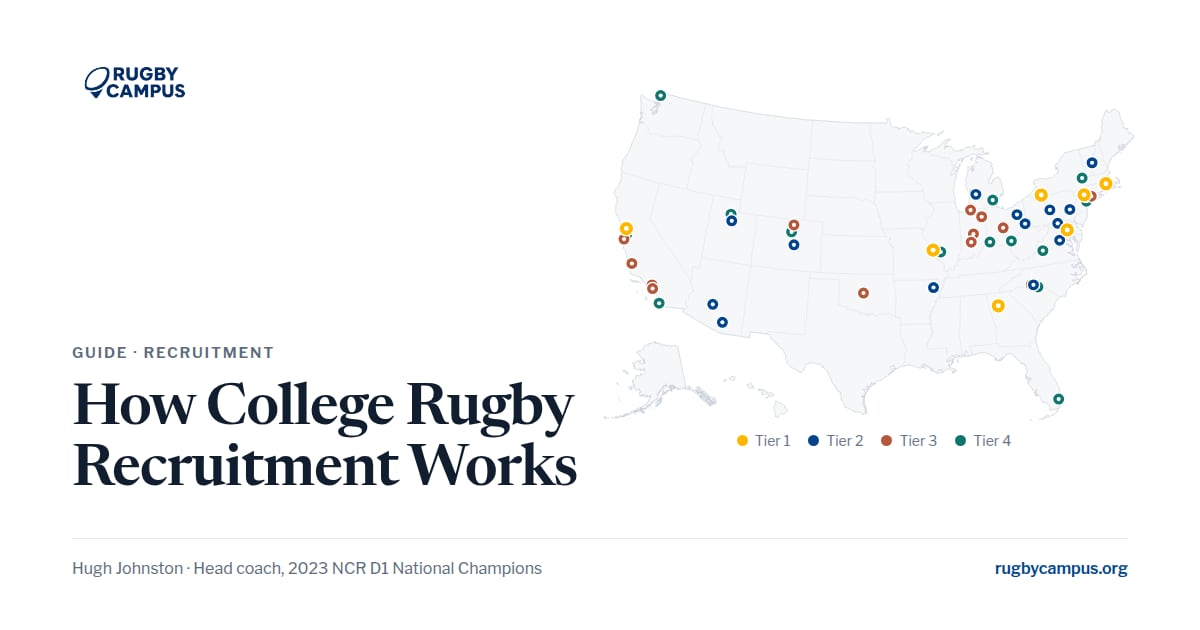 RUGBY
CAMPUS
GUIDE · RECRUITMENT
How College Rugby
Recruitment Works
Tier 1 Tier 2 Tier 3 Tier 4
Hugh Johnston · Head coach, 2023 NCR D1 National Champions
rugbycampus.org